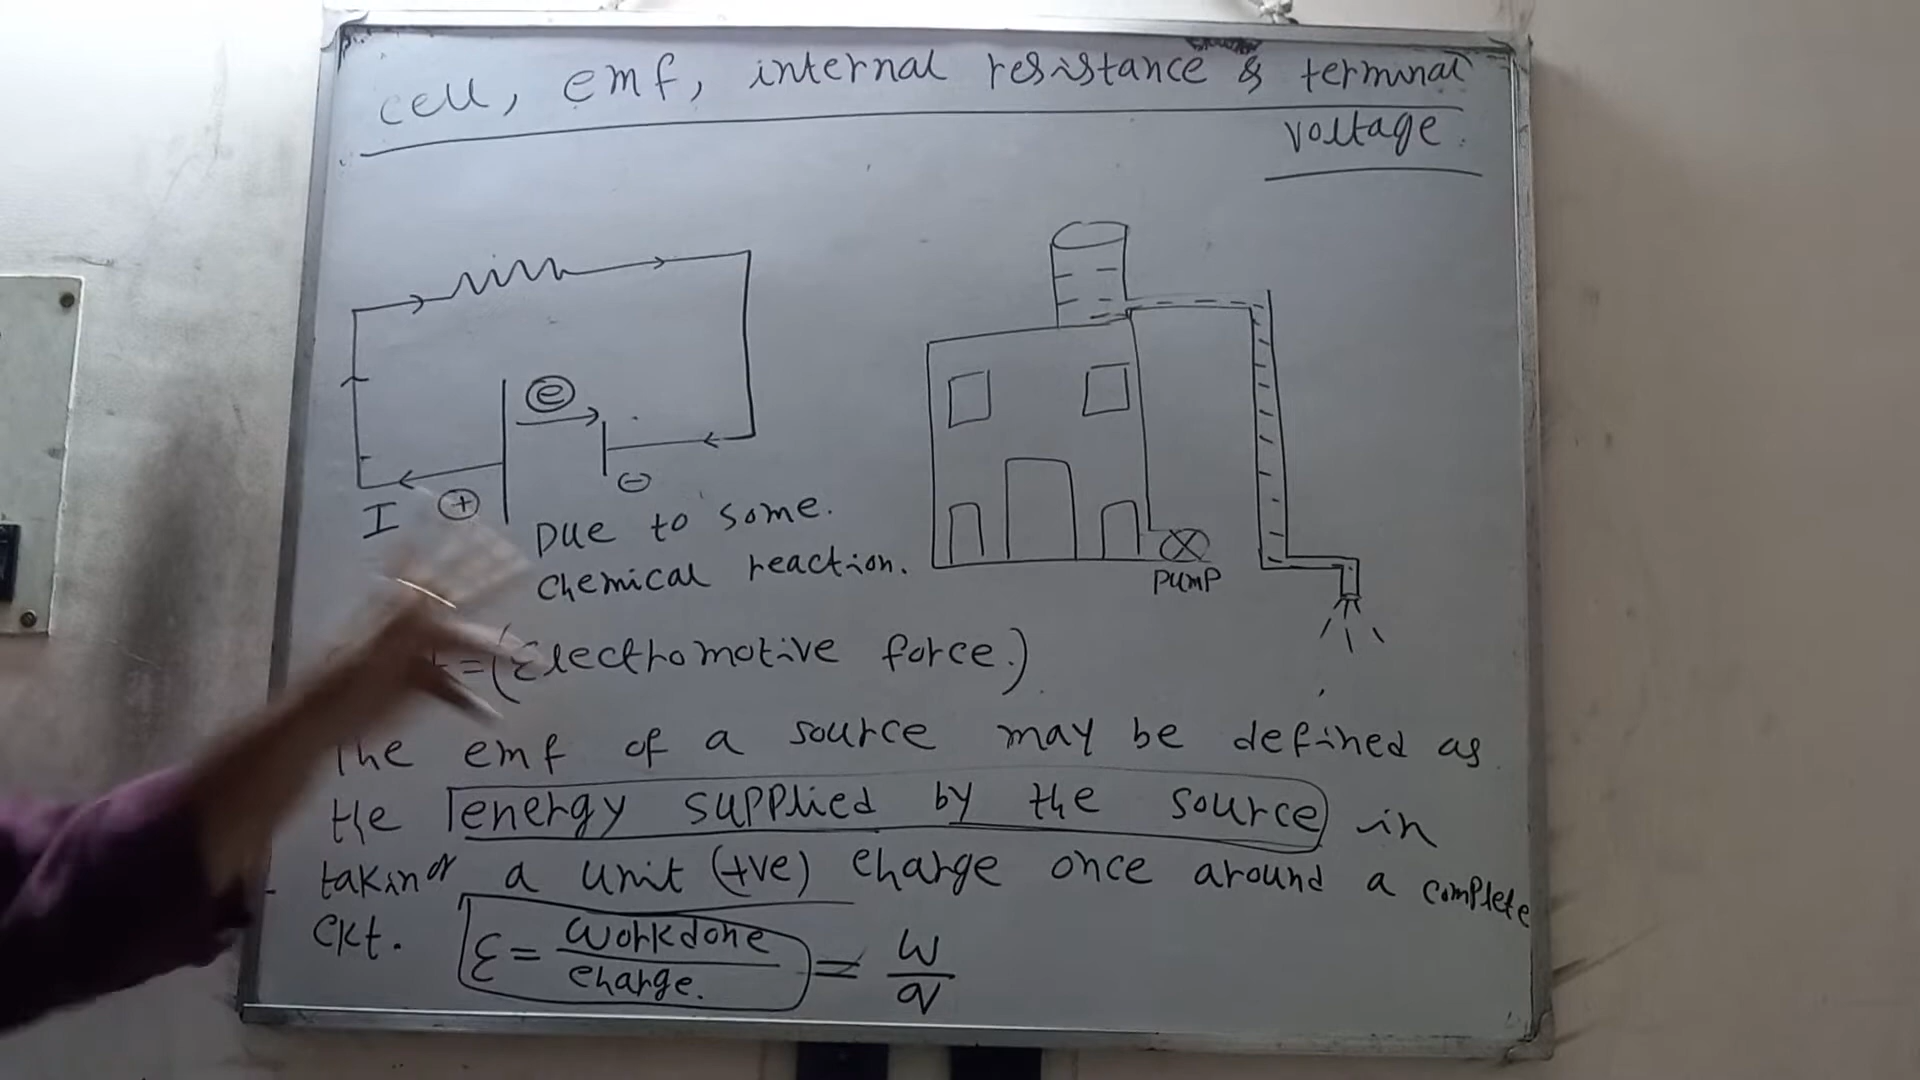 cell, emf, internal resistance & terminal
voltage.
e
I
+
-
Due to some.
chemical reaction.
PUMP
=(Electromotive force.)
The emf of a source may be defined as
the energy supplied by the source in
taking a unit (+ve) charge once around a complete
ckt.
ε = workdone / charge. = W / q